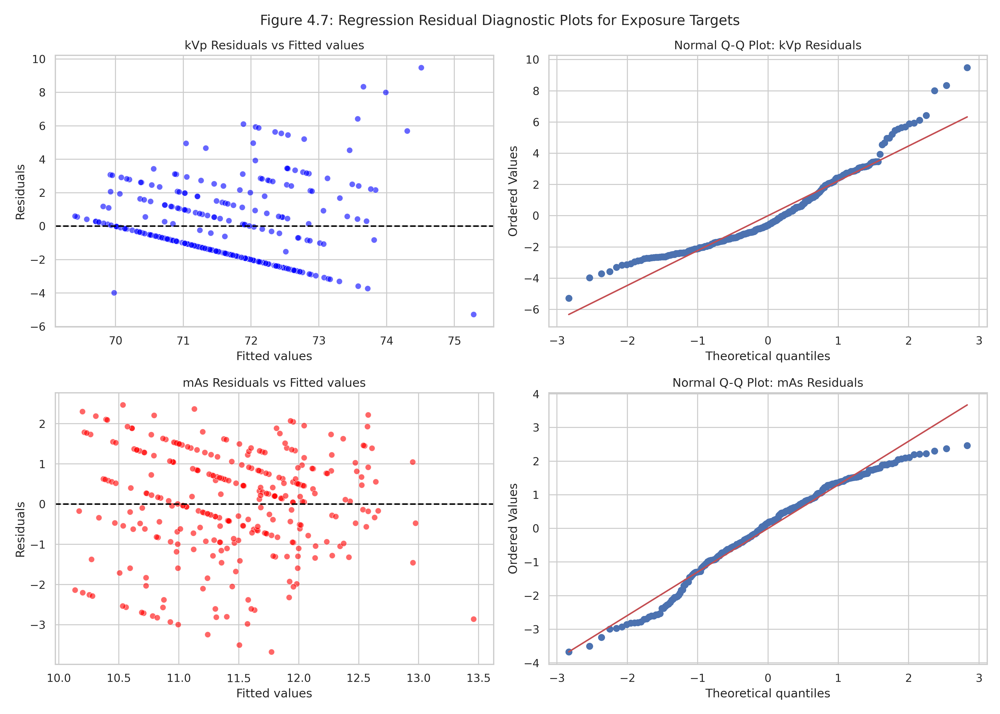 Figure 4.7: Regression Residual Diagnostic Plots for Exposure Targets
kVp Residuals vs Fitted values
Residuals
10
8
6
4
2
0
−2
−4
−6
70 71 72 73 74 75
Fitted values
Normal Q-Q Plot: kVp Residuals
Ordered Values
10
8
6
4
2
0
−2
−4
−6
−3 −2 −1 0 1 2 3
Theoretical quantiles
mAs Residuals vs Fitted values
Residuals
2
1
0
−1
−2
−3
10.0 10.5 11.0 11.5 12.0 12.5 13.0 13.5
Fitted values
Normal Q-Q Plot: mAs Residuals
Ordered Values
4
3
2
1
0
−1
−2
−3
−4
−3 −2 −1 0 1 2 3
Theoretical quantiles